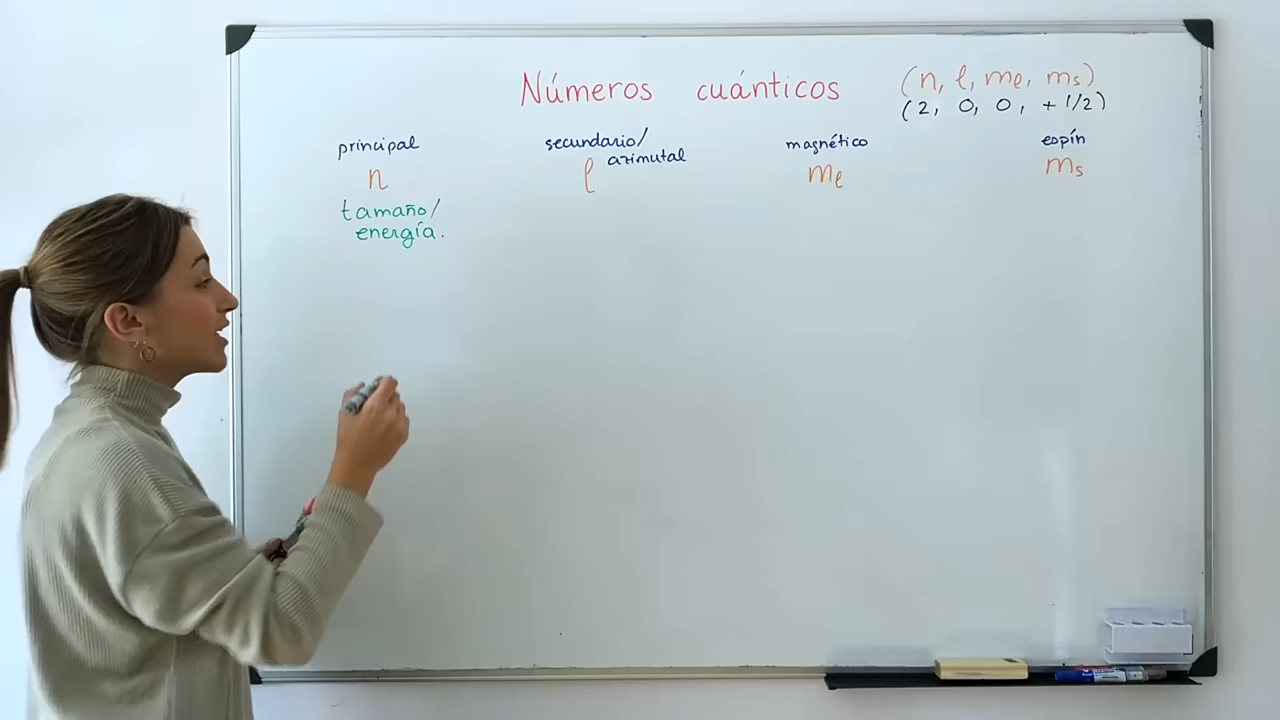 Números cuánticos (n, l, ml, ms)
(2, 0, 0, +1/2)
principal
n
tamaño/
energía.
secundario/
azimutal
l
magnético
ml
espín
ms